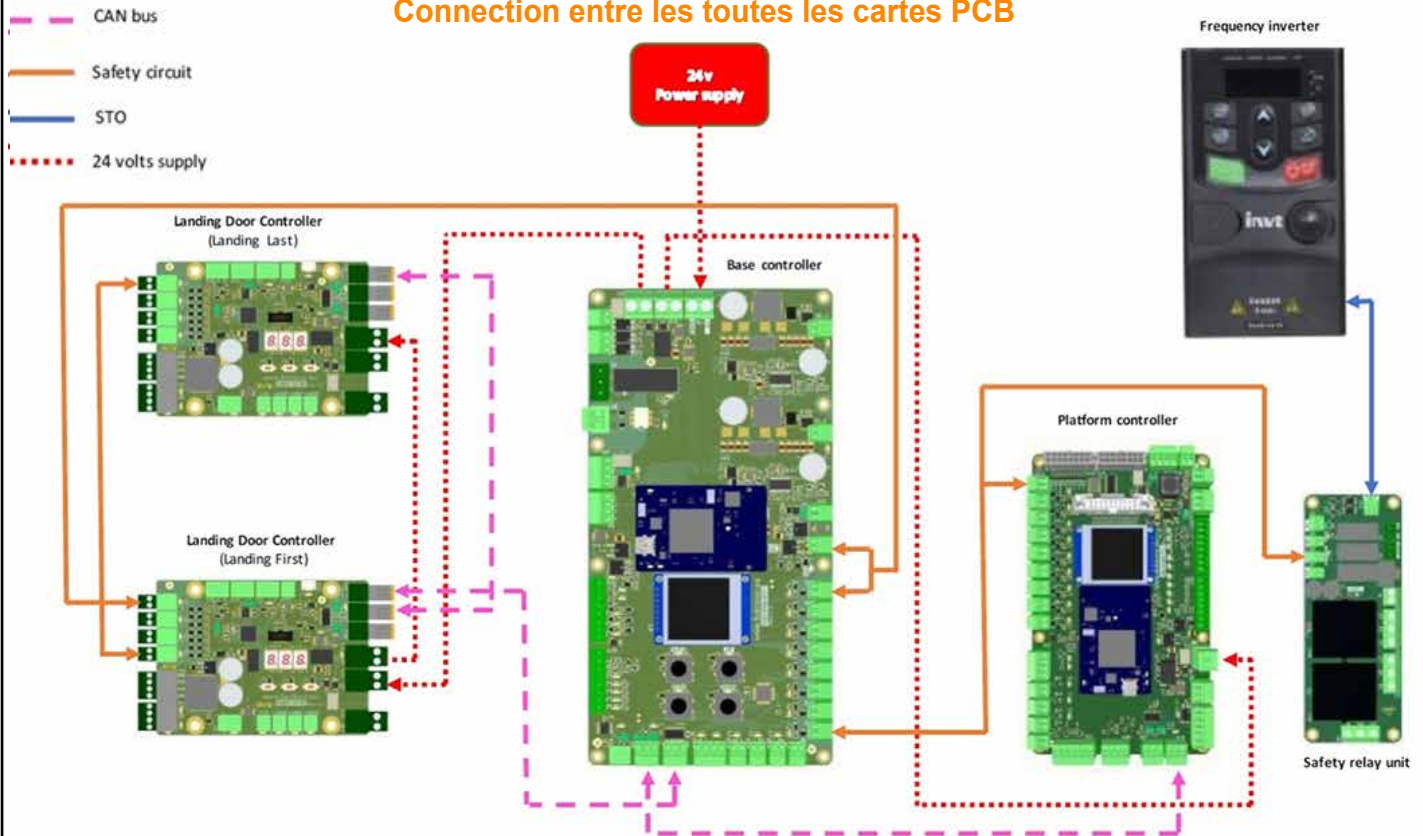 Connection entre les toutes les cartes PCB
CAN bus
Safety circuit
STO
24 volts supply
24v
Power supply
Frequency inverter
invt
Landing Door Controller
(Landing Last)
Base controller
Platform controller
Landing Door Controller
(Landing First)
Safety relay unit